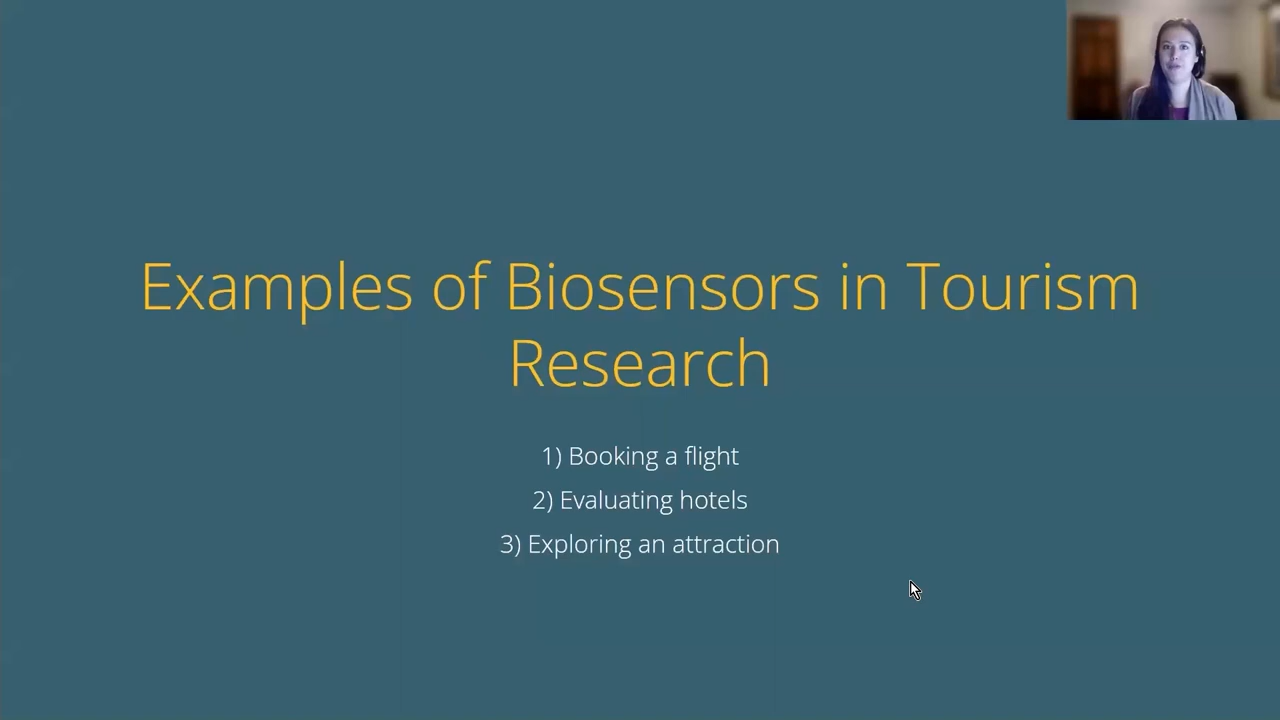 Examples of Biosensors in Tourism
Research
1) Booking a flight
2) Evaluating hotels
3) Exploring an attraction